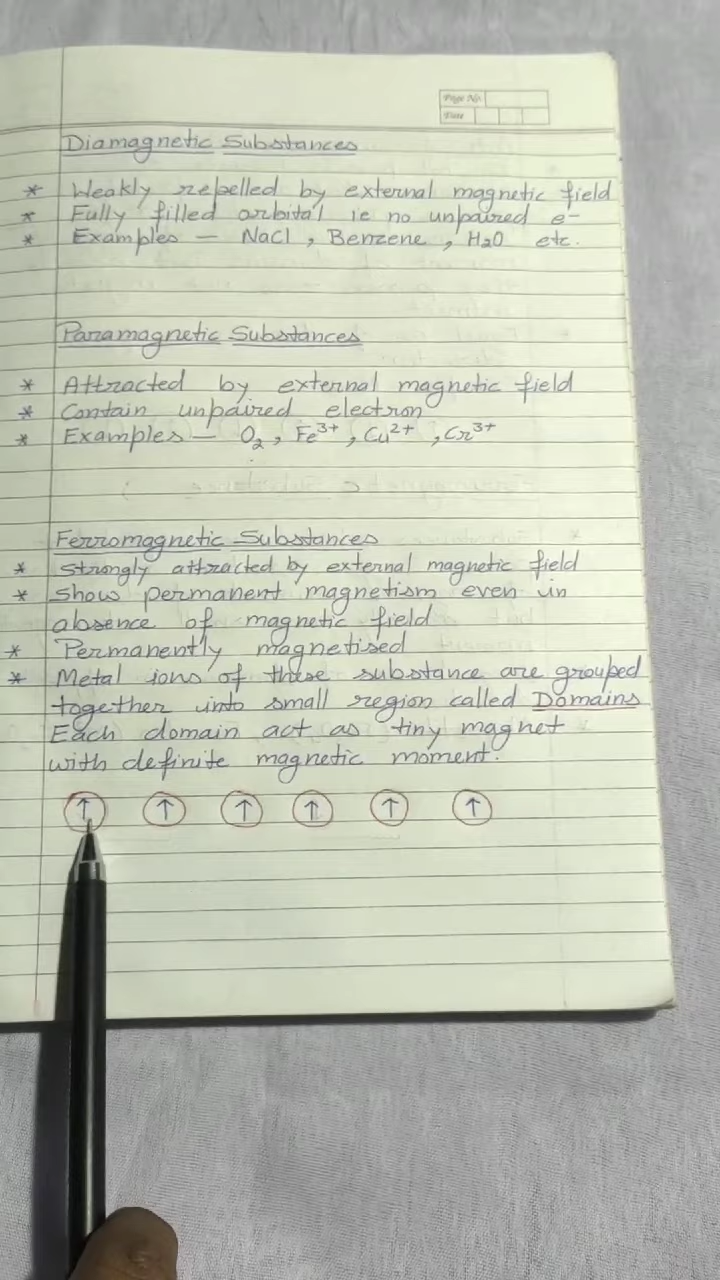 Page No.
Date
Diamagnetic Substances
* Weakly repelled by external magnetic field
* Fully filled orbital ie no unpaired e-
* Examples - NaCl, Benzene, H2O etc.
Paramagnetic Substances
* Attracted by external magnetic field
* Contain unpaired electron
* Examples - O₂, Fe³⁺, Cu²⁺, Cr³⁺
Ferromagnetic Substances
* Strongly attracted by external magnetic field
* Show permanent magnetism even in
absence of magnetic field
* Permanently magnetised
* Metal ions of these substance are grouped
together into small region called Domains
Each domain act as tiny magnet
with definite magnetic moment.
↑ ↑ ↑ ↑ ↑ ↑